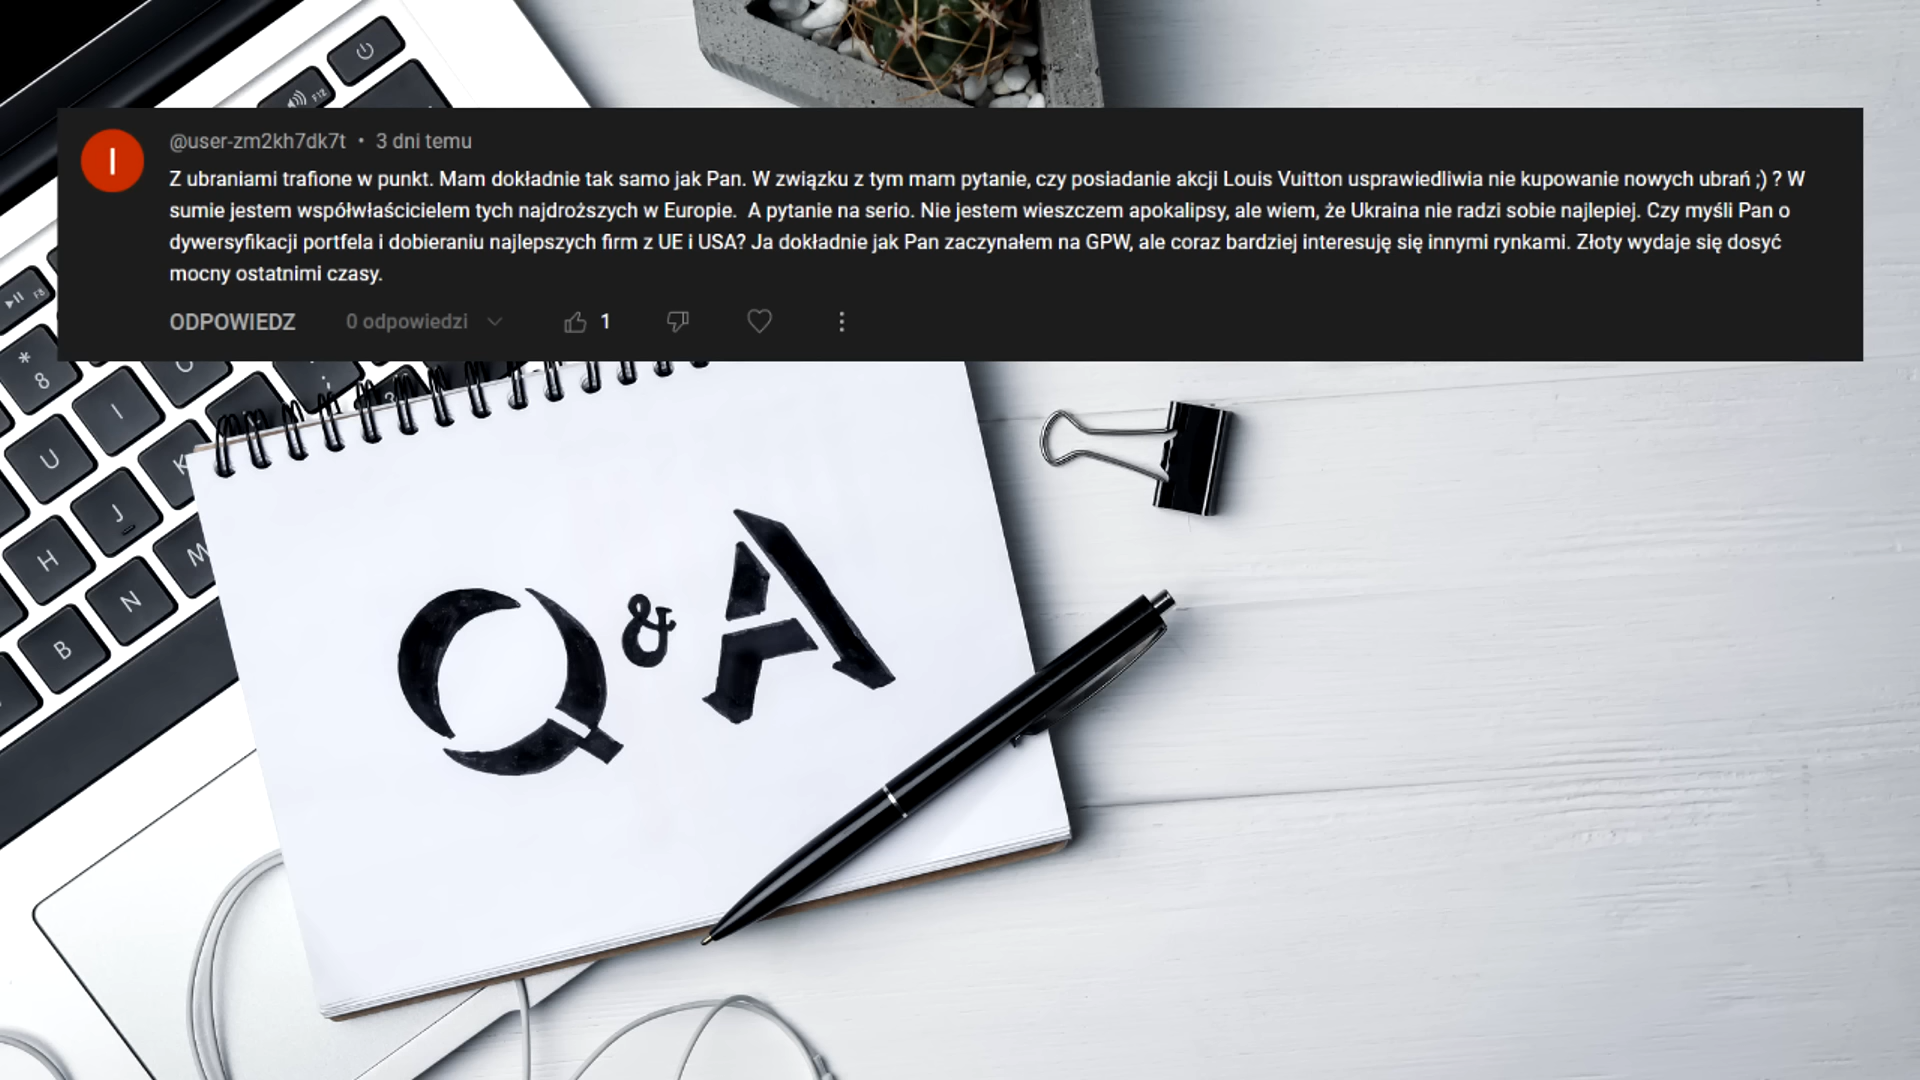 @user-zm2kh7dk7t • 3 dni temu
Z ubraniami trafione w punkt. Mam dokładnie tak samo jak Pan. W związku z tym mam pytanie, czy posiadanie akcji Louis Vuitton usprawiedliwia nie kupowanie nowych ubrań ;) ? W
sumie jestem współwłaścicielem tych najdroższych w Europie.  A pytanie na serio. Nie jestem wieszczem apokalipsy, ale wiem, że Ukraina nie radzi sobie najlepiej. Czy myśli Pan o
dywersyfikacji portfela i dobieraniu najlepszych firm z UE i USA? Ja dokładnie jak Pan zaczynałem na GPW, ale coraz bardziej interesuję się innymi rynkami. Złoty wydaje się dosyć
mocny ostatnimi czasy.
ODPOWIEDZ 0 odpowiedzi 1
I
F12
F8
* 8
U I K
H J M
B N
Q & A